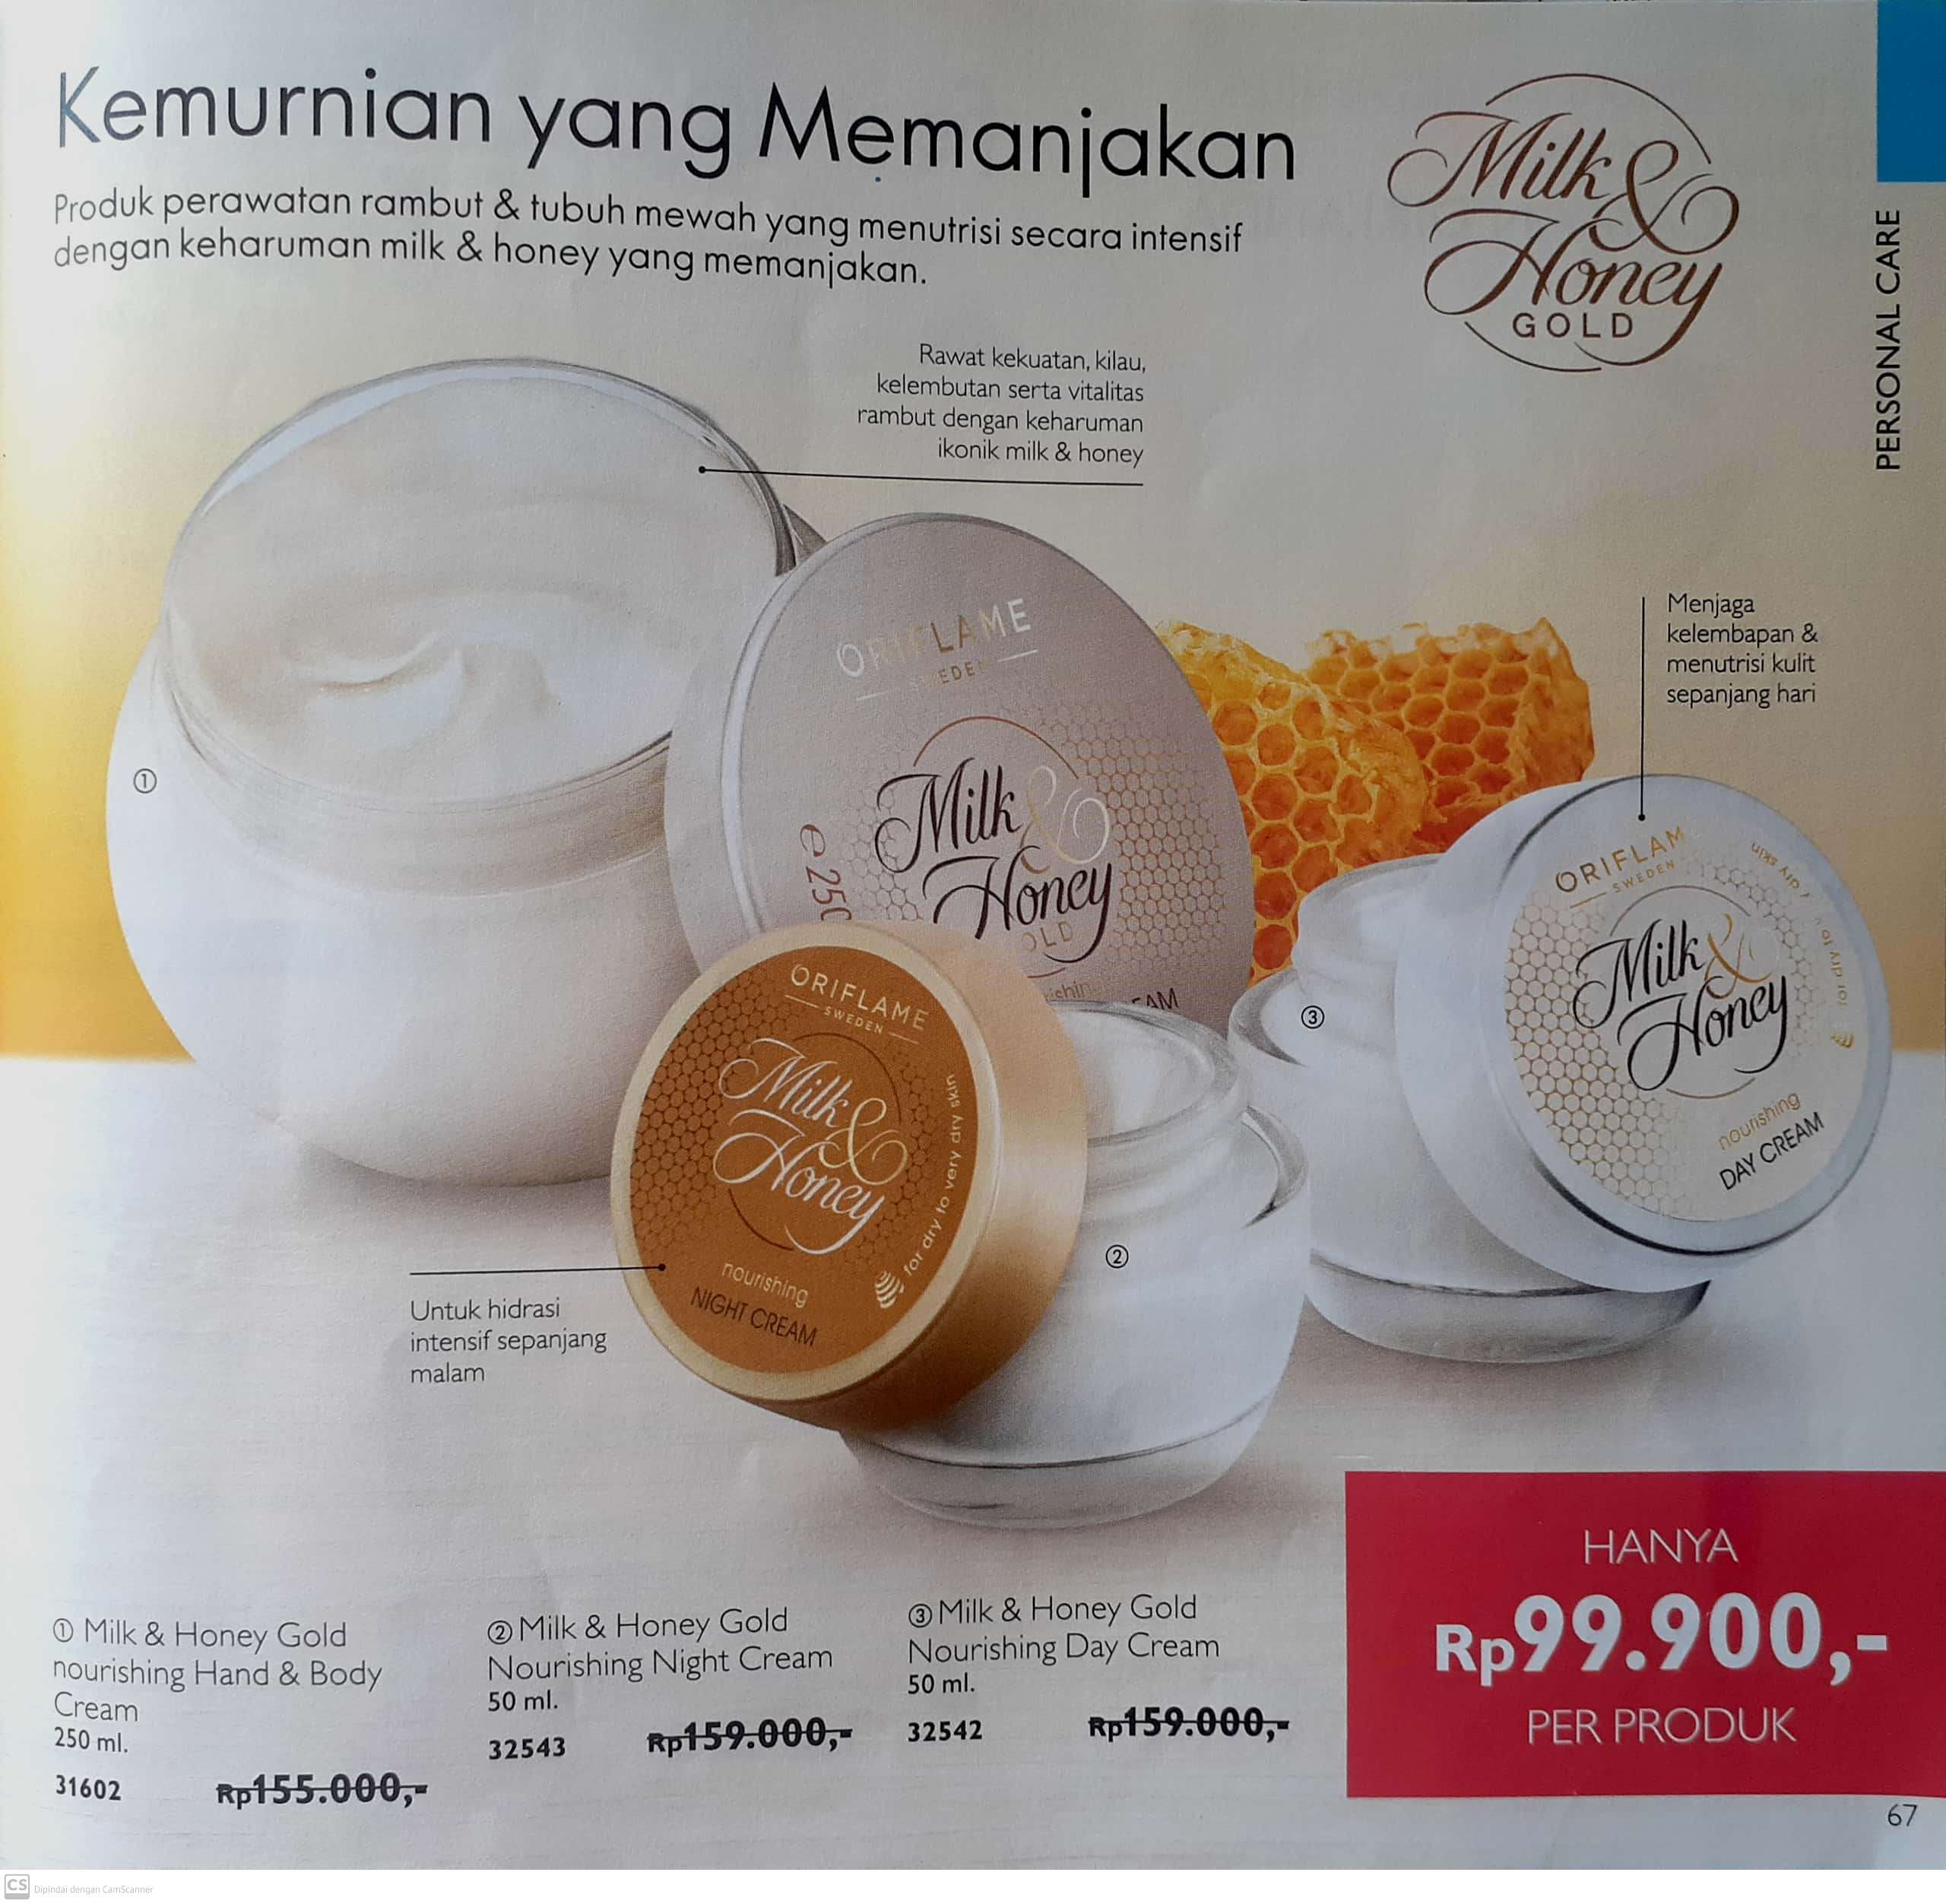 Kemurnian yang Memanjakan
Produk perawatan rambut & tubuh mewah yang menutrisi secara intensif
dengan keharuman milk & honey yang memanjakan.
Milk &
Honey
GOLD
PERSONAL CARE
Rawat kekuatan, kilau,
kelembutan serta vitalitas
rambut dengan keharuman
ikonik milk & honey
Menjaga
kelembapan &
menutrisi kulit
sepanjang hari
①
ORIFLAME
Milk &
Honey
e 250
③
ORIFLAM
SWEDEN
Milk &
Honey
nourishing
DAY CREAM
ORIFLAME
SWEDEN
Milk &
Honey
nourishing
NIGHT CREAM
for dry to very dry skin
②
Untuk hidrasi
intensif sepanjang
malam
① Milk & Honey Gold
nourishing Hand & Body
Cream
250 ml.
31602 Rp155.000,-
② Milk & Honey Gold
Nourishing Night Cream
50 ml.
32543 Rp159.000,-
③ Milk & Honey Gold
Nourishing Day Cream
50 ml.
32542 Rp159.000,-
HANYA
Rp99.900,-
PER PRODUK
67
CS Dipindai dengan CamScanner